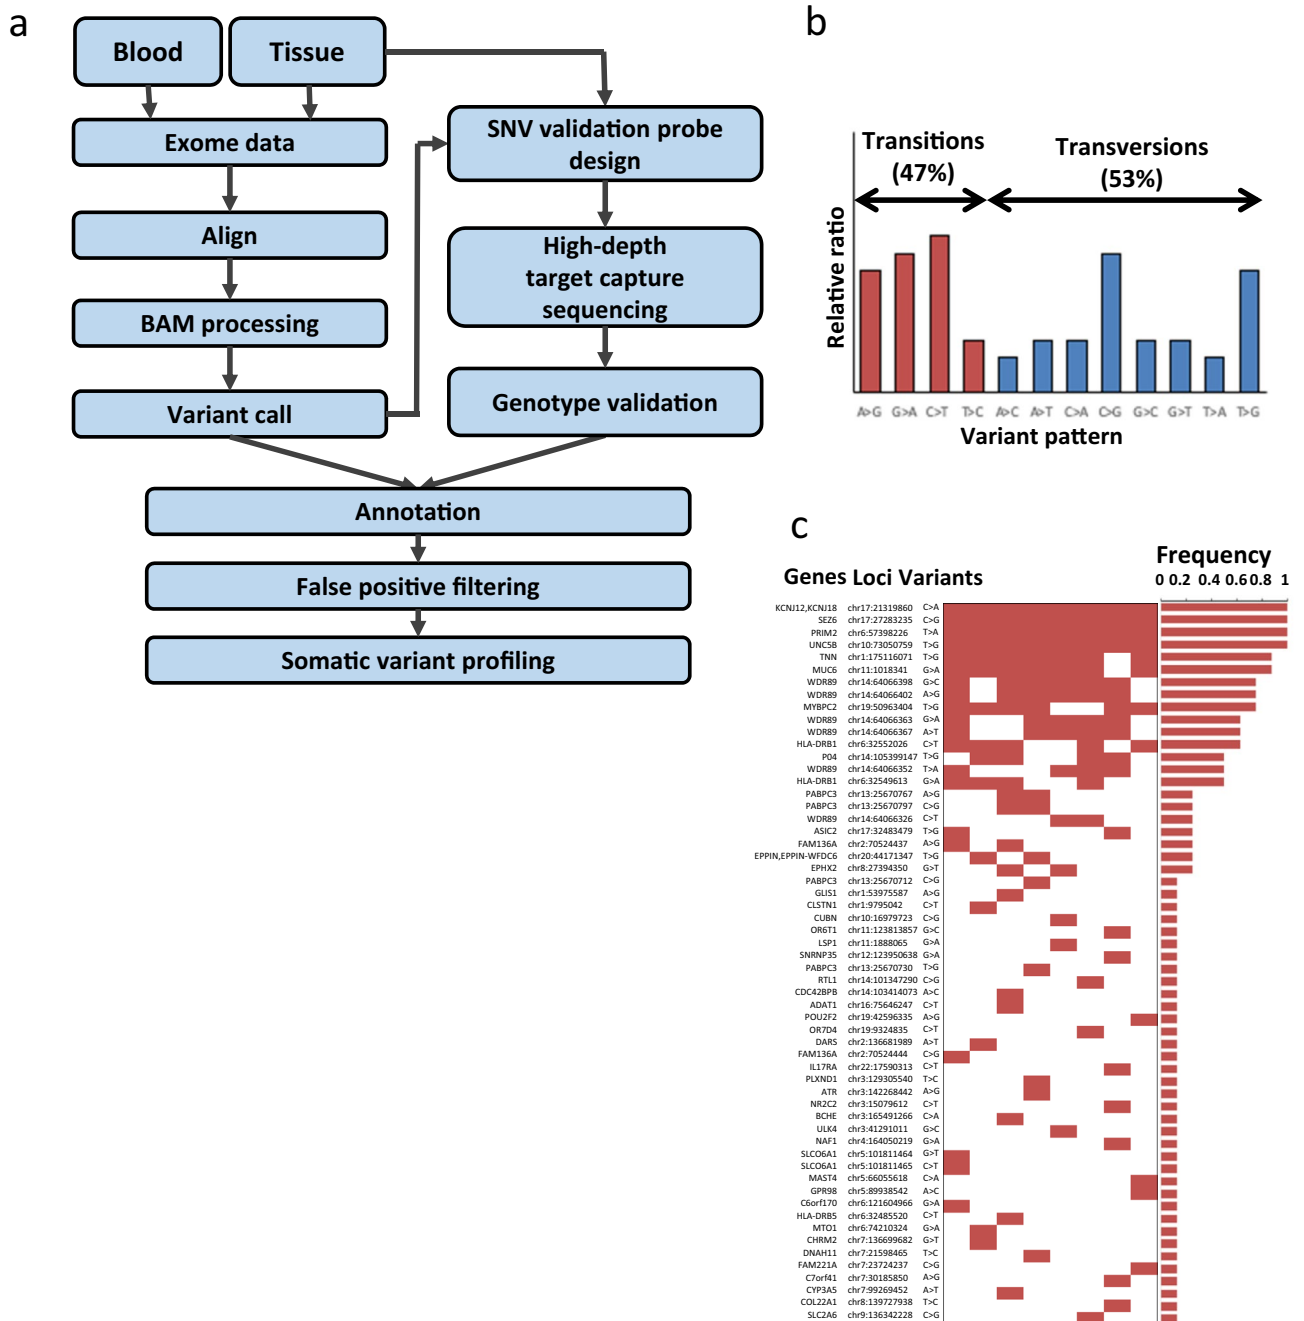 a
Blood
Tissue
Exome data
Align
BAM processing
Variant call
SNV validation probe
design
High-depth
target capture
sequencing
Genotype validation
Annotation
False positive filtering
Somatic variant profiling
b
Transitions
(47%)
Transversions
(53%)
Relative ratio
A>G G>A C>T T>C A>C A>T C>A C>G G>C G>T T>A T>G
Variant pattern
c
Frequency
Genes Loci Variants
0 0.2 0.4 0.6 0.8 1
KCNJ12,KCNJ18 chr17:21319860 C>A
SEZ6 chr17:27283235 C>G
PRIM2 chr6:57398226 T>A
UNC5B chr10:73050759 T>G
TNN chr1:175116071 T>G
MUC6 chr11:1018341 G>A
WDR89 chr14:64066398 G>C
WDR89 chr14:64066402 A>G
MYBPC2 chr19:50963404 T>G
WDR89 chr14:64066363 G>A
WDR89 chr14:64066367 A>T
HLA-DRB1 chr6:32552026 C>T
P04 chr14:105399147 T>G
WDR89 chr14:64066352 T>A
HLA-DRB1 chr6:32549613 G>A
PABPC3 chr13:25670767 A>G
PABPC3 chr13:25670797 C>G
WDR89 chr14:64066326 C>T
ASIC2 chr17:32483479 T>G
FAM136A chr2:70524437 A>G
EPPIN,EPPIN-WFDC6 chr20:44171347 T>G
EPHX2 chr8:27394350 G>T
PABPC3 chr13:25670712 C>G
GLIS1 chr1:53975587 A>G
CLSTN1 chr1:9795042 C>T
CUBN chr10:16979723 C>G
OR6T1 chr11:123813857 G>C
LSP1 chr11:1888065 G>A
SNRNP35 chr12:123950638 G>A
PABPC3 chr13:25670730 T>G
RTL1 chr14:101347290 C>G
CDC42BPB chr14:103414073 A>C
ADAT1 chr16:75646247 C>T
POU2F2 chr19:42596335 A>G
OR7D4 chr19:9324835 C>T
DARS chr2:136681989 A>T
FAM136A chr2:70524444 C>G
IL17RA chr22:17590313 C>T
PLXND1 chr3:129305540 T>C
ATR chr3:142268442 A>G
NR2C2 chr3:15079612 C>T
BCHE chr3:165491266 C>A
ULK4 chr3:41291011 G>C
NAF1 chr4:164050219 G>A
SLCO6A1 chr5:101811464 G>T
SLCO6A1 chr5:101811465 C>T
MAST4 chr5:66055618 C>A
GPR98 chr5:89938542 A>C
C6orf170 chr6:121604966 G>A
HLA-DRB5 chr6:32485520 C>T
MTO1 chr6:74210324 G>A
CHRM2 chr7:136699682 G>T
DNAH11 chr7:21598465 T>C
FAM221A chr7:23724237 C>G
C7orf41 chr7:30185850 A>G
CYP3A5 chr7:99269452 A>T
COL22A1 chr8:139727938 T>C
SLC2A6 chr9:136342228 C>G